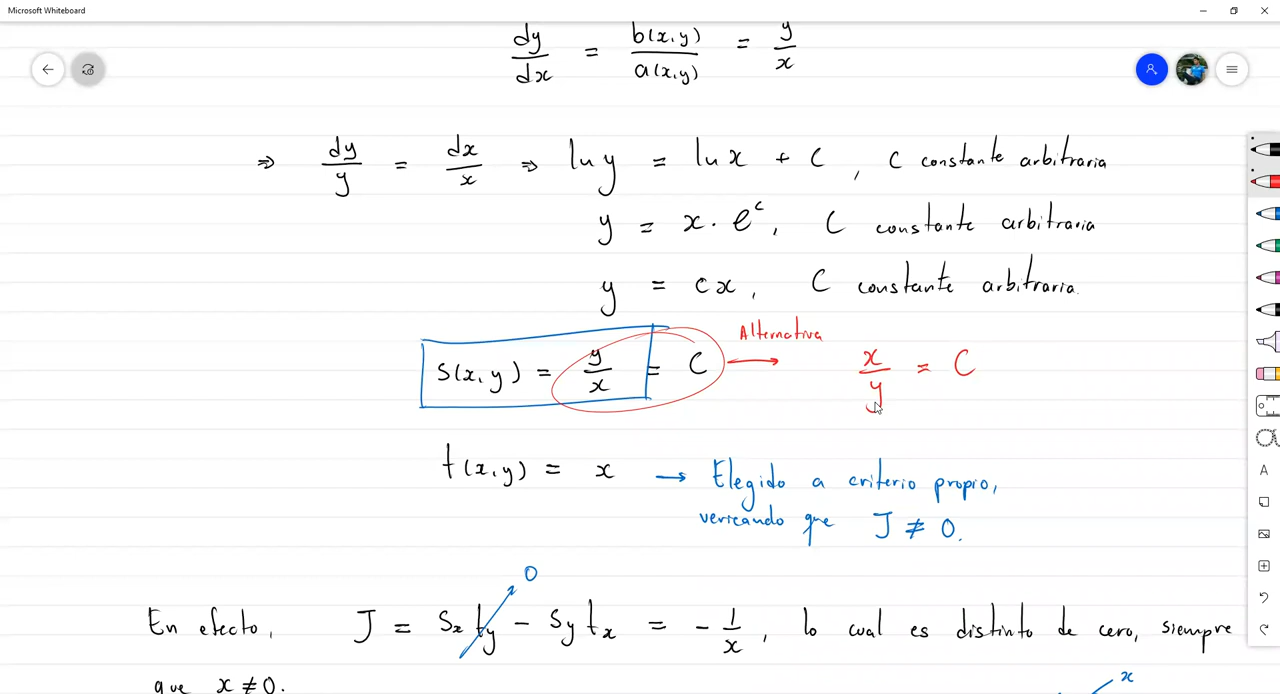 Microsoft Whiteboard
dy/dx = b(x,y)/a(x,y) = y/x
⇒ dy/y = dx/x ⇒ ln y = ln x + C, C constante arbitraria
y = x · e^c, C constante arbitraria
y = cx, C constante arbitraria.
Alternativa
S(x,y) = y/x = C → x/y = C
t(x,y) = x → Elegido a criterio propio,
vericando que J ≠ 0.
0
En efecto, J = Sx ty - Sy tx = - 1/x, lo cual es distinto de cero, siempre
que x ≠ 0.
x
A